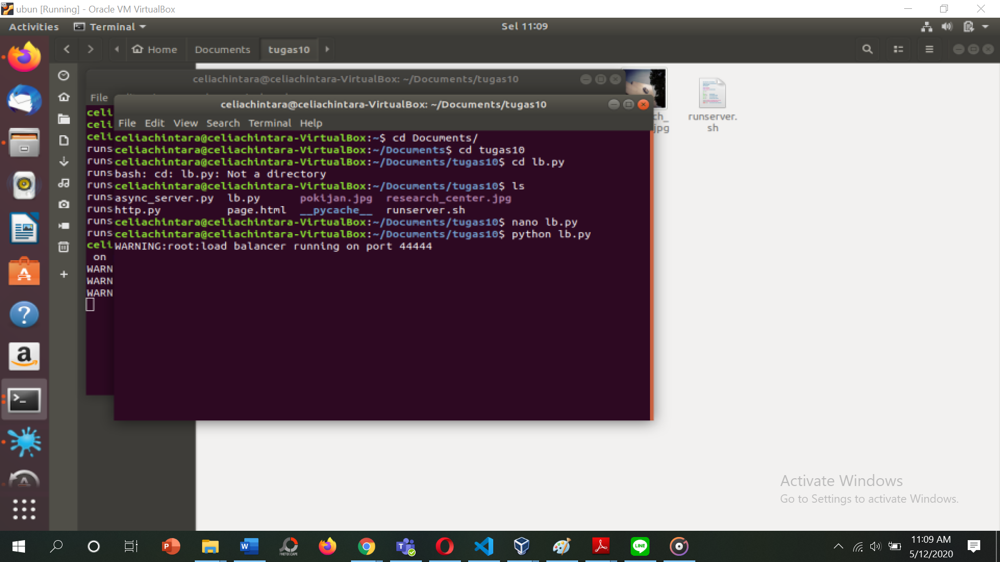 ubun [Running] - Oracle VM VirtualBox
Activities
Terminal
Sel 11:09
Home
Documents
tugas10
celiachintara@celiachintara-VirtualBox: ~/Documents/tugas10
File
celiachintara@celiachintara-VirtualBox: ~/Documents/tugas10
File Edit View Search Terminal Help
celiachintara@celiachintara-VirtualBox:~$ cd Documents/
celiachintara@celiachintara-VirtualBox:~/Documents$ cd tugas10
celiachintara@celiachintara-VirtualBox:~/Documents/tugas10$ cd lb.py
bash: cd: lb.py: Not a directory
celiachintara@celiachintara-VirtualBox:~/Documents/tugas10$ ls
async_server.py lb.py pokijan.jpg research_center.jpg
http.py page.html __pycache__ runserver.sh
celiachintara@celiachintara-VirtualBox:~/Documents/tugas10$ nano lb.py
celiachintara@celiachintara-VirtualBox:~/Documents/tugas10$ python lb.py
WARNING:root:load balancer running on port 44444
celi
celi
celi
runs
runs
runs
runs
runs
runs
runs
runs
celi
on
WARN
WARN
WARN
ch_
jpg
runserver.
sh
Activate Windows
Go to Settings to activate Windows.
PHOTOSCAPE
LINE
11:09 AM
5/12/2020